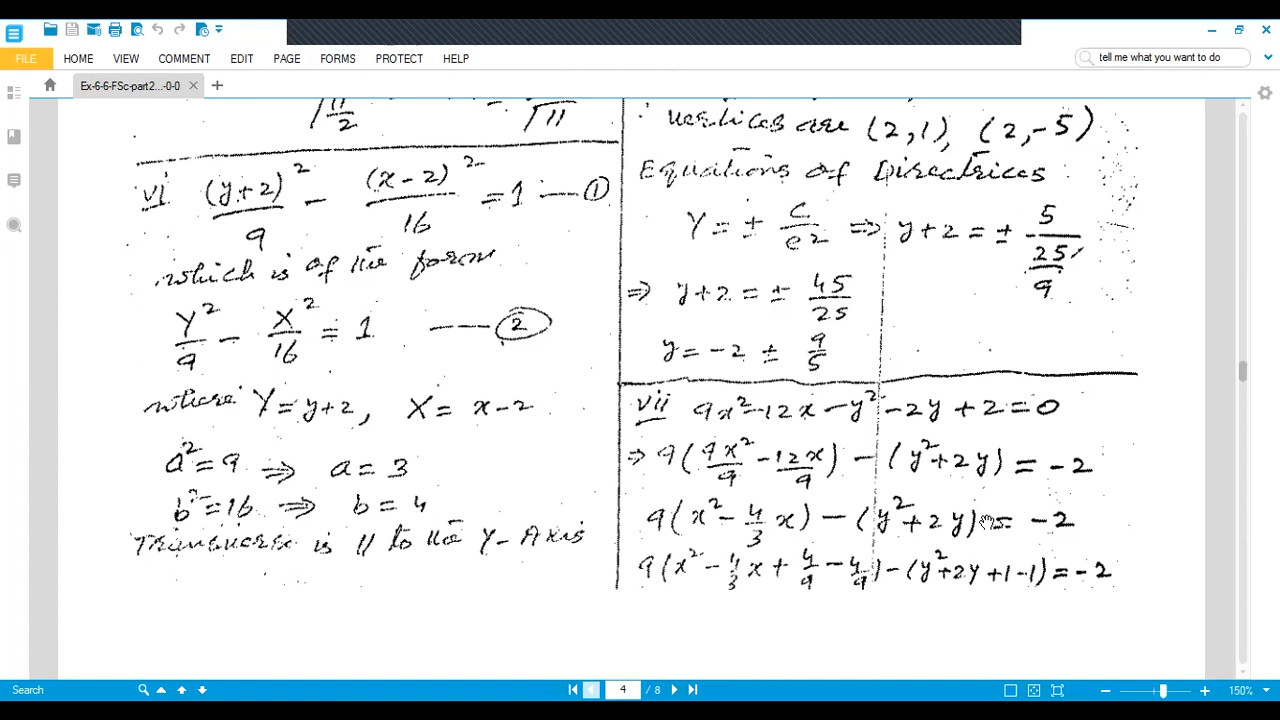 FILE HOME VIEW COMMENT EDIT PAGE FORMS PROTECT HELP
tell me what you want to do
Ex-6-6-FSc-part2...-0-0
vi (y+2)²/9 - (x-2)²/16 = 1 — ①
which is of the form
Y²/9 - X²/16 = 1 — ②
where Y = y+2, X = x-2
a² = 9 ⇒ a = 3
b² = 16 ⇒ b = 4
Transverse is || to the Y-Axis
vertices are (2,1), (2,-5)
Equations of Directrices
Y = ± c/e² ⇒ y+2 = ± 5/(25/9)
⇒ y+2 = ± 45/25
y = -2 ± 9/5
vii 9x²-12x-y²-2y+2=0
⇒ 9(9x²/9 - 12x/9) - (y²+2y) = -2
9(x² - 4/3 x) - (y²+2y) = -2
9(x² - 4/3 x + 4/9 - 4/9) - (y²+2y+1-1) = -2
Search
4 / 8
150%